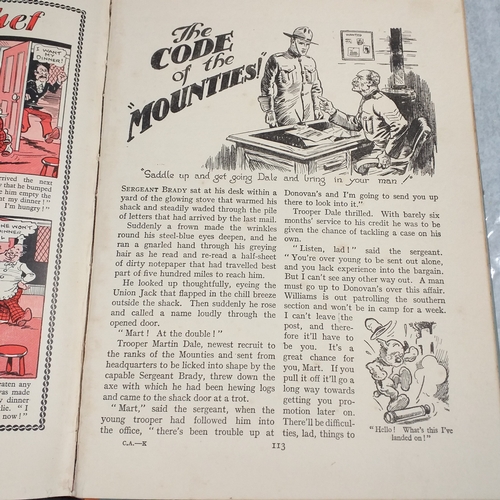 hef
I WANT
MY
DINNER!
rrived the next
y that he bumped
e him empty the
at my dinner!"
I'm hungry!"
HE WON'T
DINNER!
eaten any
was made
y dinner
die. "I
now!"
The
CODE
of the
"MOUNTIES!"
"Saddle up and get going Dale and bring in your man!"
SERGEANT BRADY sat at his desk within a
yard of the glowing stove that warmed his
shack and steadily waded through the pile
of letters that had arrived by the last mail.
Suddenly a frown made the wrinkles
round his steel-blue eyes deepen, and he
ran a gnarled hand through his greying
hair as he read and re-read a half-sheet
of dirty notepaper that had travelled best
part of five hundred miles to reach him.
He looked up thoughtfully, eyeing the
Union Jack that flapped in the chill breeze
outside the shack. Then suddenly he rose
and called a name loudly through the
opened door.
"Mart! At the double!"
Trooper Martin Dale, newest recruit to
the ranks of the Mounties and sent from
headquarters to be licked into shape by the
capable Sergeant Brady, threw down the
axe with which he had been hewing logs
and came to the shack door at a trot.
"Mart," said the sergeant, when the
young trooper had followed him into
the office, "there's been trouble up at
Donovan's and I'm going to send you up
there to look into it."
Trooper Dale thrilled. With barely six
months' service to his credit he was to be
given the chance of tackling a case on his
own.
"Listen, lad!" said the sergeant.
"You're over young to be sent out alone,
and you lack experience into the bargain.
But I can't see any other way out. A man
must go up to Donovan's over this affair.
Williams is out patrolling the southern
section and won't be in camp for a week.
I can't leave the
post, and there-
fore it'll have to
be you. It's a
great chance for
you, Mart. If you
pull it off it'll go a
long way towards
getting you pro-
motion later on.
There'll be difficul-
ties, lad, things to
"Hello! What's this I've
landed on!"
C.A.—K
113